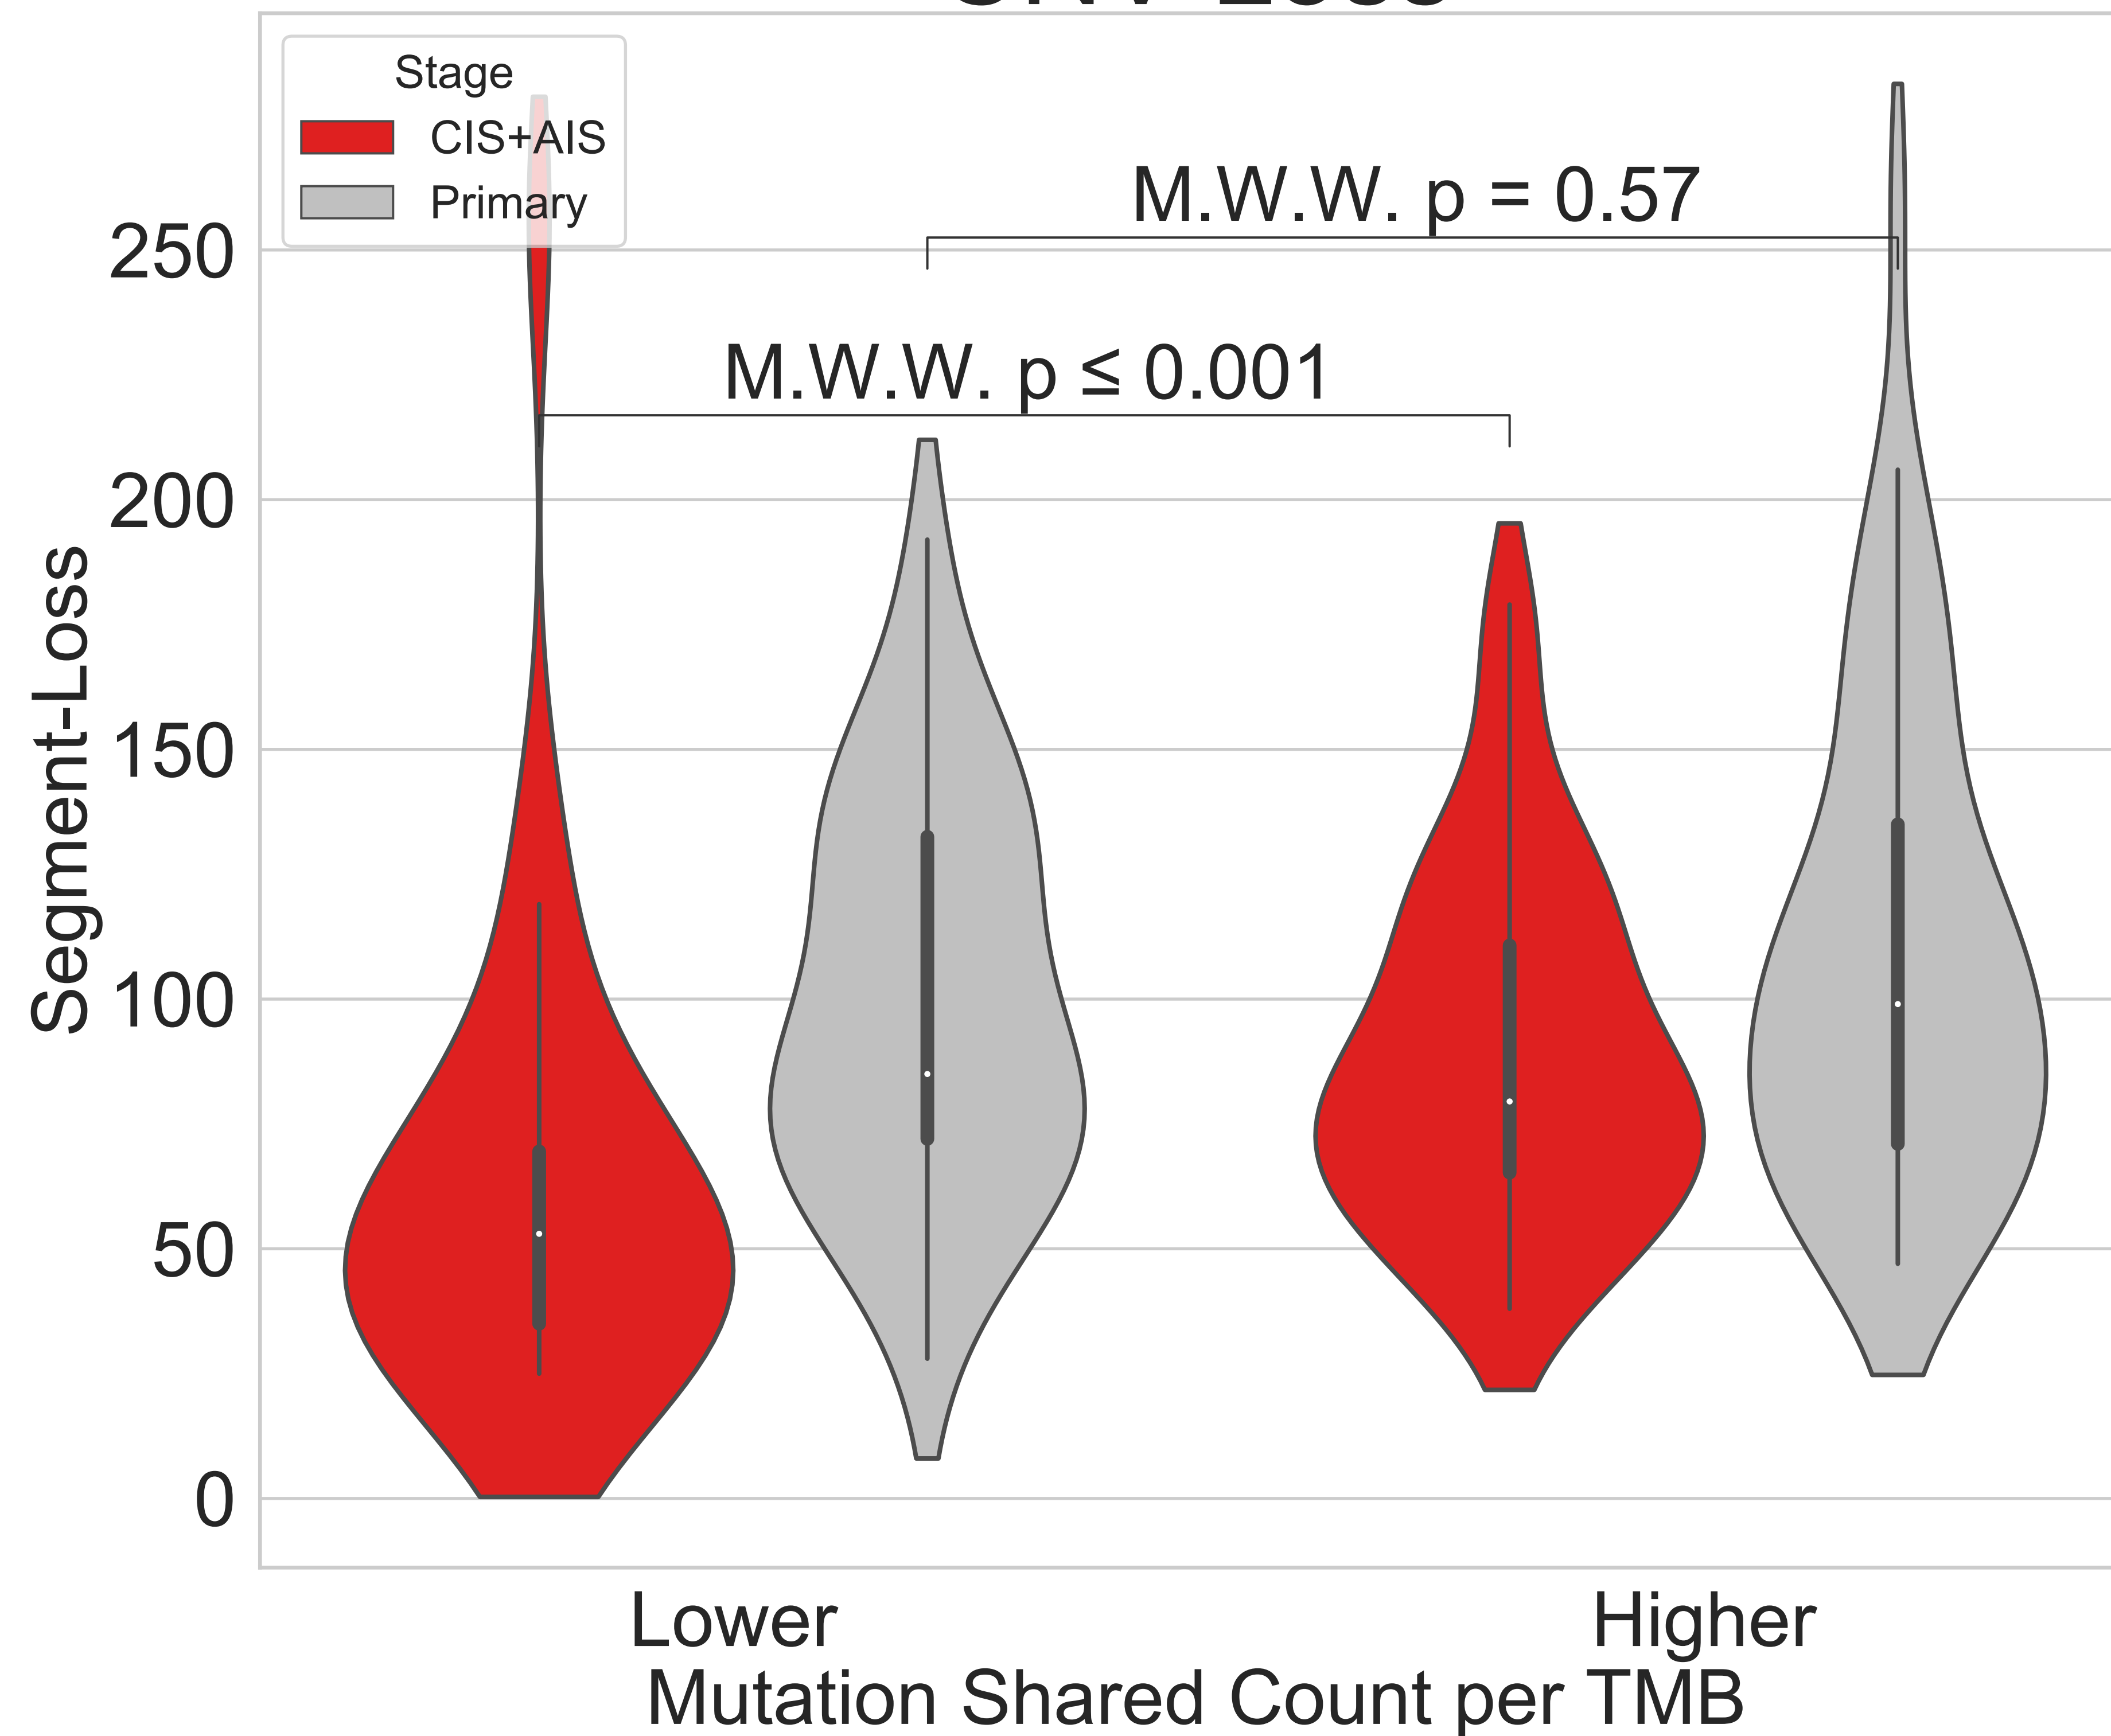 Stage
CIS+AIS
Primary
M.W.W. p = 0.57
M.W.W. p ≤ 0.001
250
200
150
100
50
0
Segment-Loss
Lower
Higher
Mutation Shared Count per TMB